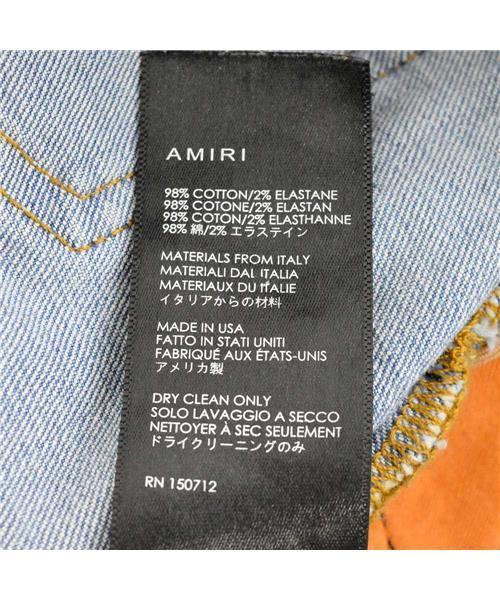 AMIRI
98% COTTON/2% ELASTANE
98% COTONE/2% ELASTAN
98% COTON/2% ELASTHANNE
98% 綿/2% エラステイン
MATERIALS FROM ITALY
MATERIALI DAL ITALIA
MATERIAUX DU ITALIE
イタリアからの材料
MADE IN USA
FATTO IN STATI UNITI
FABRIQUÉ AUX ÉTATS-UNIS
アメリカ製
DRY CLEAN ONLY
SOLO LAVAGGIO A SECCO
NETTOYER À SEC SEULEMENT
ドライクリーニングのみ
RN 150712